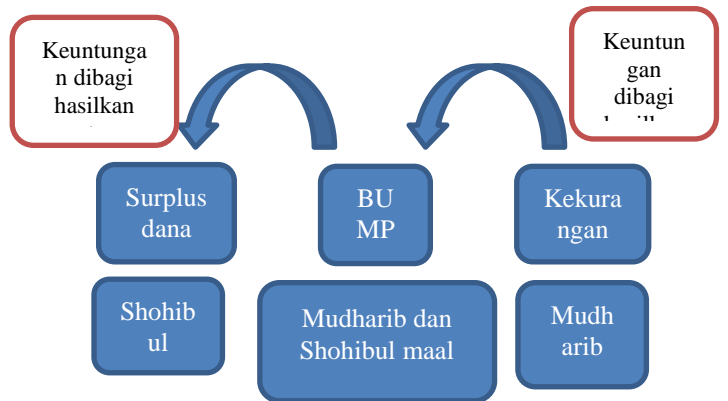 Keuntunga
n dibagi
hasilkan
Keuntun
gan
dibagi
Surplus
dana
BU
MP
Kekura
ngan
Shohib
ul
Mudharib dan
Shohibul maal
Mudh
arib